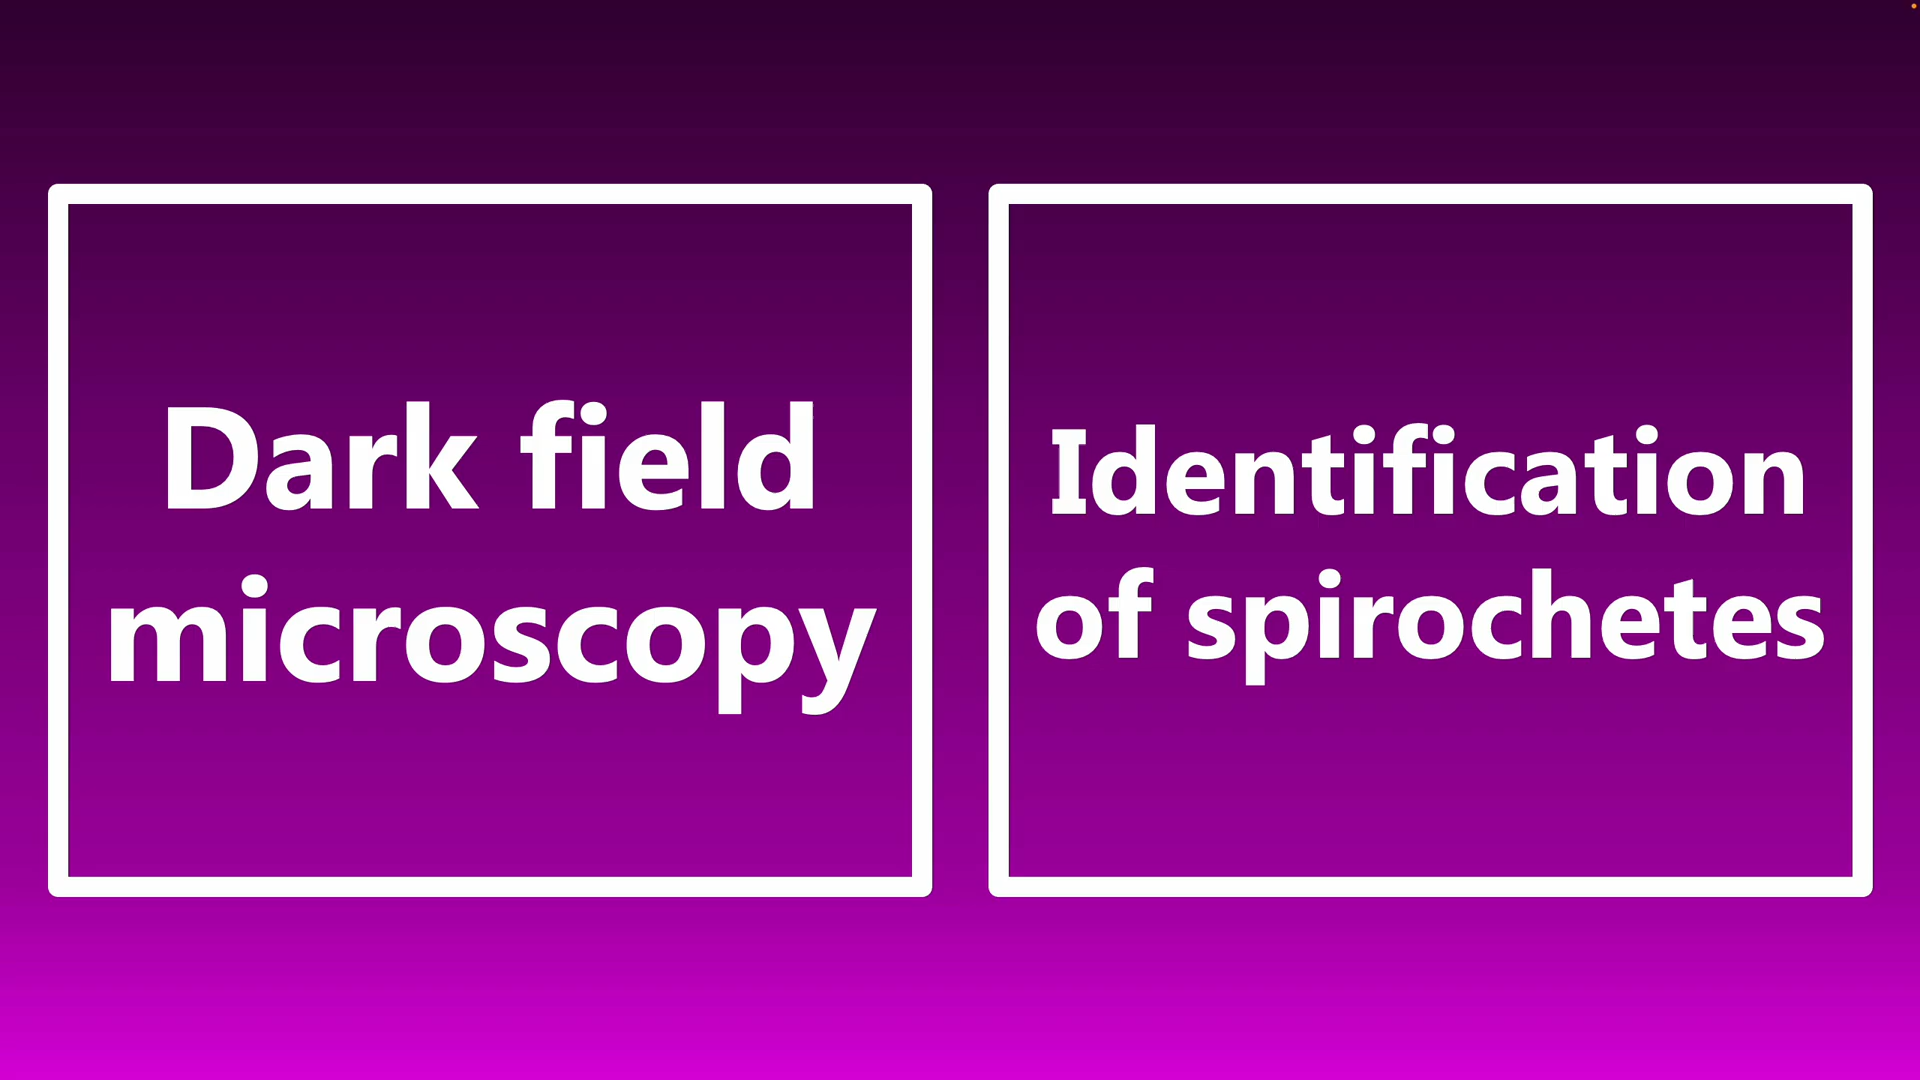 Dark field
microscopy
Identification
of spirochetes